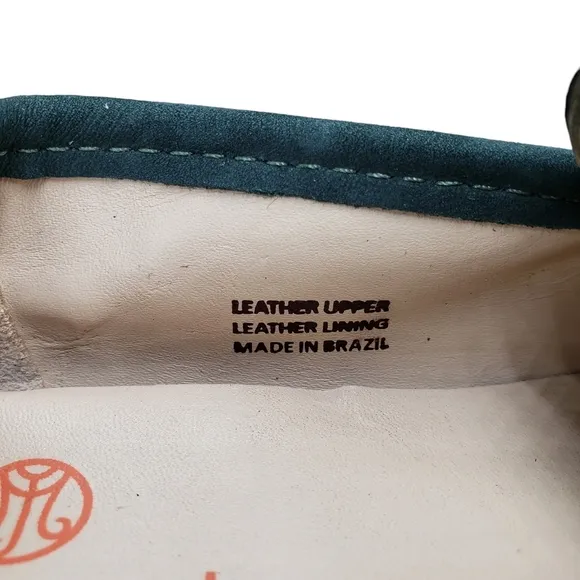 LEATHER UPPER
LEATHER LINING
MADE IN BRAZIL